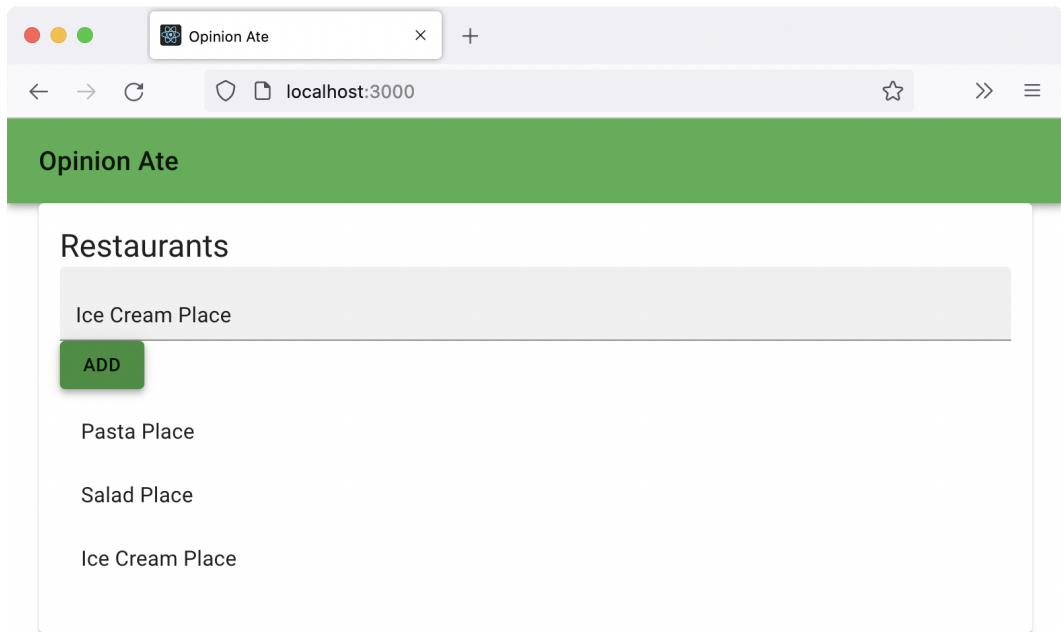 Opinion Ate
localhost:3000
Opinion Ate
Restaurants
Ice Cream Place
ADD
Pasta Place
Salad Place
Ice Cream Place